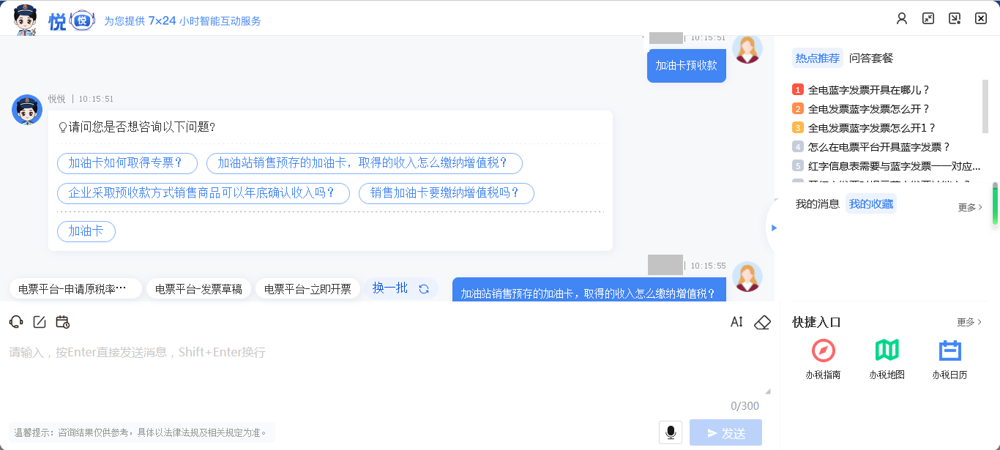 悦 悦 为您提供 7×24 小时智能互动服务
| 10:15:51
加油卡预收款
悦悦 | 10:15:51
请问您是否想咨询以下问题?
加油卡如何取得专票？ 加油站销售预存的加油卡，取得的收入怎么缴纳增值税？
企业采取预收款方式销售商品可以年底确认收入吗？ 销售加油卡要缴纳增值税吗？
加油卡
| 10:15:55
加油站销售预存的加油卡，取得的收入怎么缴纳增值税？
电票平台-申请原税率… 电票平台-发票草稿 电票平台-立即开票 换一批
请输入，按Enter直接发送消息，Shift+Enter换行
0/300
温馨提示：咨询结果仅供参考，具体以法律法规及相关规定为准。
发送
热点推荐 问答套餐
1 全电蓝字发票开具在哪儿？
2 全电发票蓝字发票怎么开？
3 全电发票蓝字发票怎么开1？
4 怎么在电票平台开具蓝字发票？
5 红字信息表需要与蓝字发票一一对应...
我的消息 我的收藏 更多
快捷入口 更多
办税指南 办税地图 办税日历